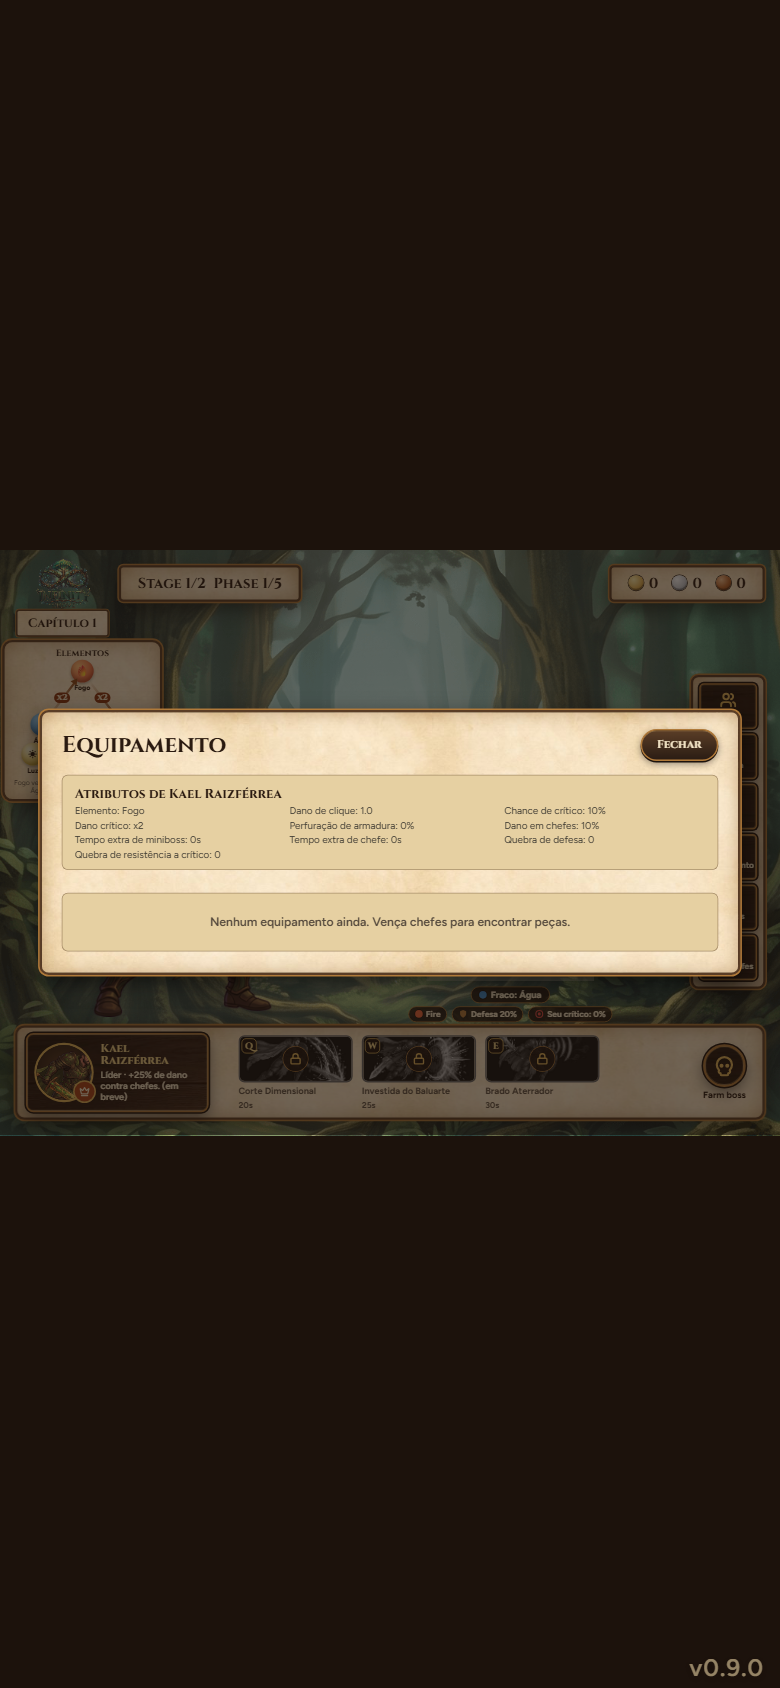 Stage 1/2 Phase 1/5
0 0 0
Capítulo 1
Elementos
Fogo
x2 x2
Equipamento
Fechar
Atributos de Kael Raizférrea
Elemento: Fogo
Dano de clique: 1.0
Chance de crítico: 10%
Dano crítico: x2
Perfuração de armadura: 0%
Dano em chefes: 10%
Tempo extra de miniboss: 0s
Tempo extra de chefe: 0s
Quebra de defesa: 0
Quebra de resistência a crítico: 0
Nenhum equipamento ainda. Vença chefes para encontrar peças.
Fraco: Água
Fire
Defesa 20%
Seu crítico: 0%
Kael
Raizférrea
Líder · +25% de dano
contra chefes. (em
breve)
Q
Corte Dimensional
20s
W
Investida do Baluarte
25s
E
Brado Aterrador
30s
Farm boss
v0.9.0